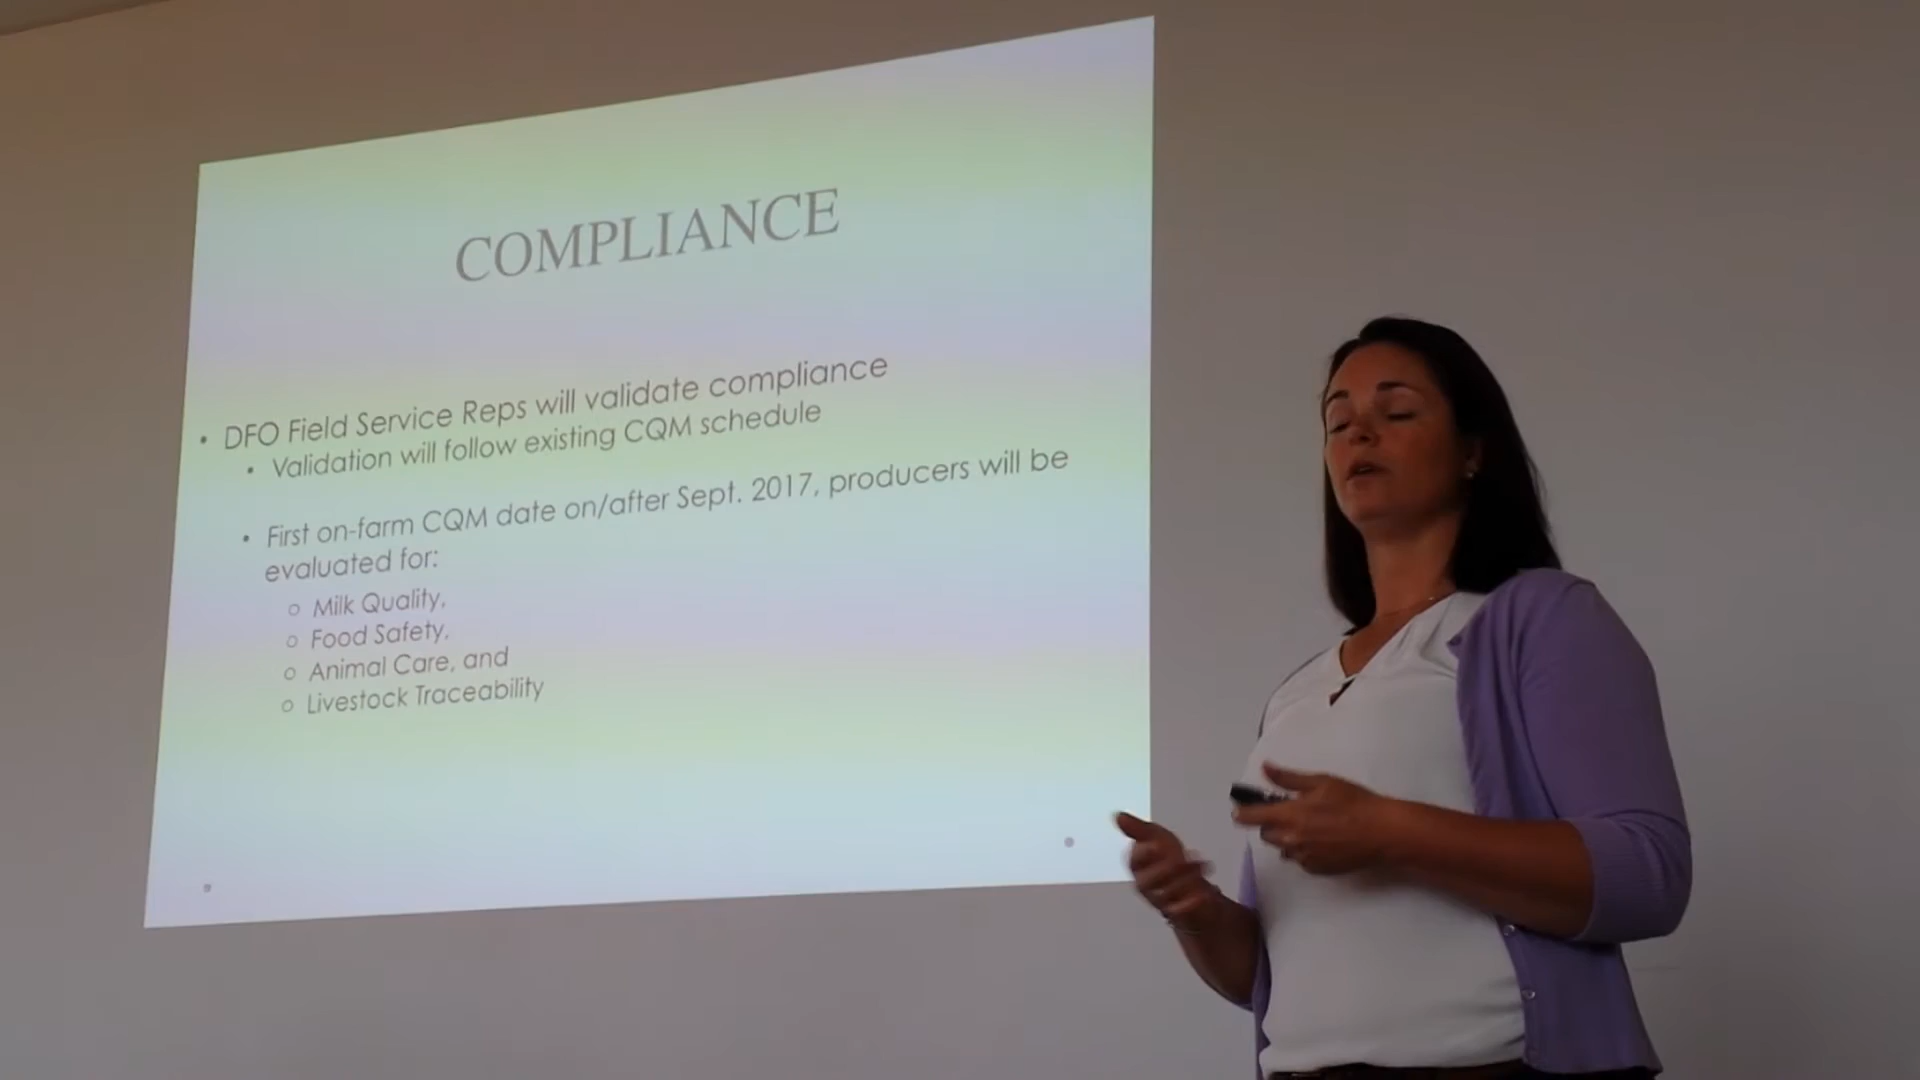 COMPLIANCE
• DFO Field Service Reps will validate compliance
• Validation will follow existing CQM schedule
• First on-farm CQM date on/after Sept. 2017, producers will be
evaluated for:
o Milk Quality,
o Food Safety,
o Animal Care, and
o Livestock Traceability